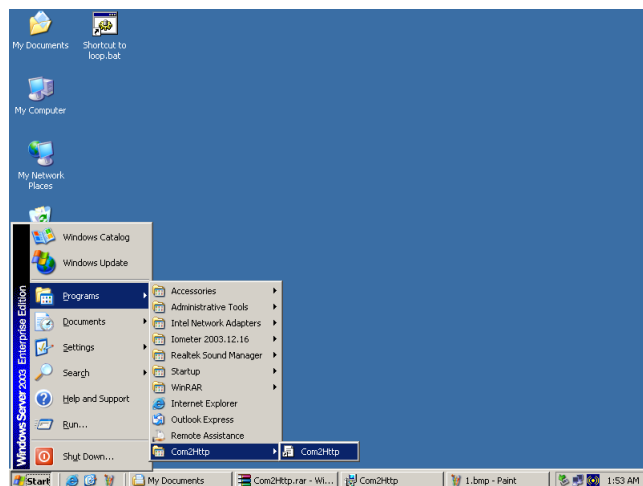 My Documents
Shortcut to
loop.bat
My Computer
My Network
Places
Windows Catalog
Windows Update
Programs
Documents
Settings
Search
Help and Support
Run...
Shut Down...
Windows Server 2003 Enterprise Edition
Accessories
Administrative Tools
Intel Network Adapters
Iometer 2003.12.16
Realtek Sound Manager
Startup
WinRAR
Internet Explorer
Outlook Express
Remote Assistance
Com2Http
Com2Http
Start
My Documents
Com2Http.rar - Wi...
Com2Http
1.bmp - Paint
1:53 AM